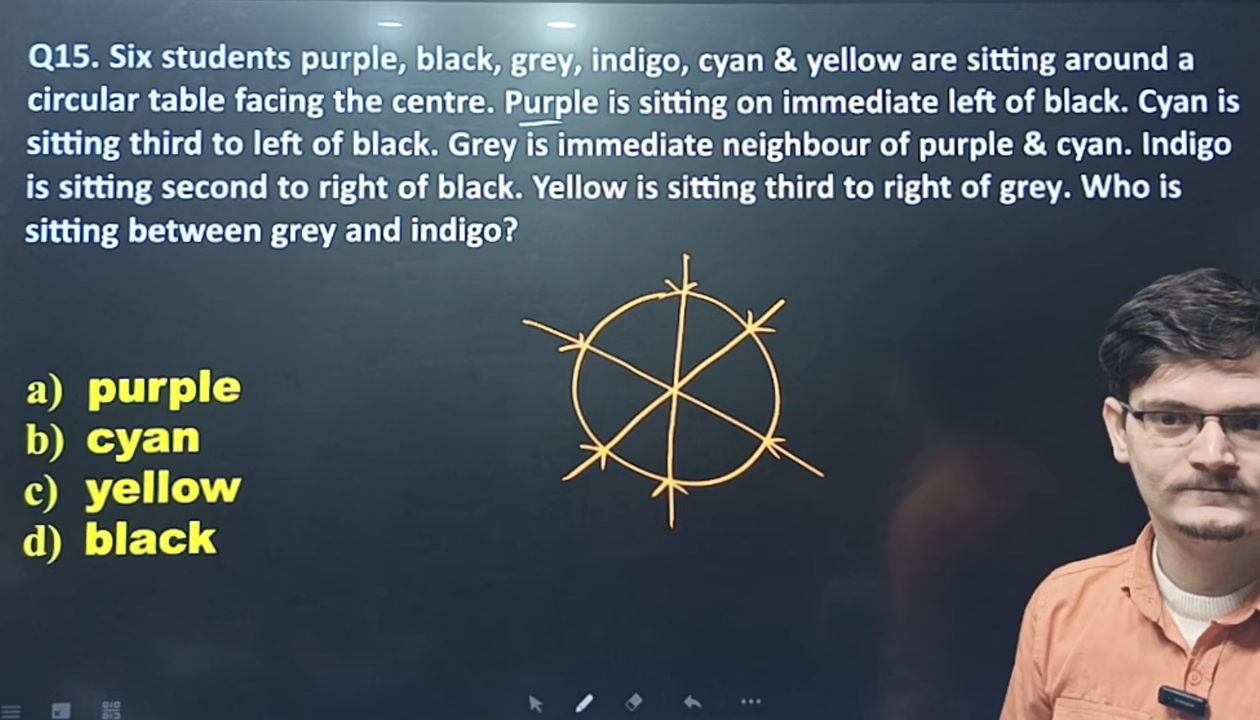 Q15. Six students purple, black, grey, indigo, cyan & yellow are sitting around a
circular table facing the centre. Purple is sitting on immediate left of black. Cyan is
sitting third to left of black. Grey is immediate neighbour of purple & cyan. Indigo
is sitting second to right of black. Yellow is sitting third to right of grey. Who is
sitting between grey and indigo?
a) purple
b) cyan
c) yellow
d) black